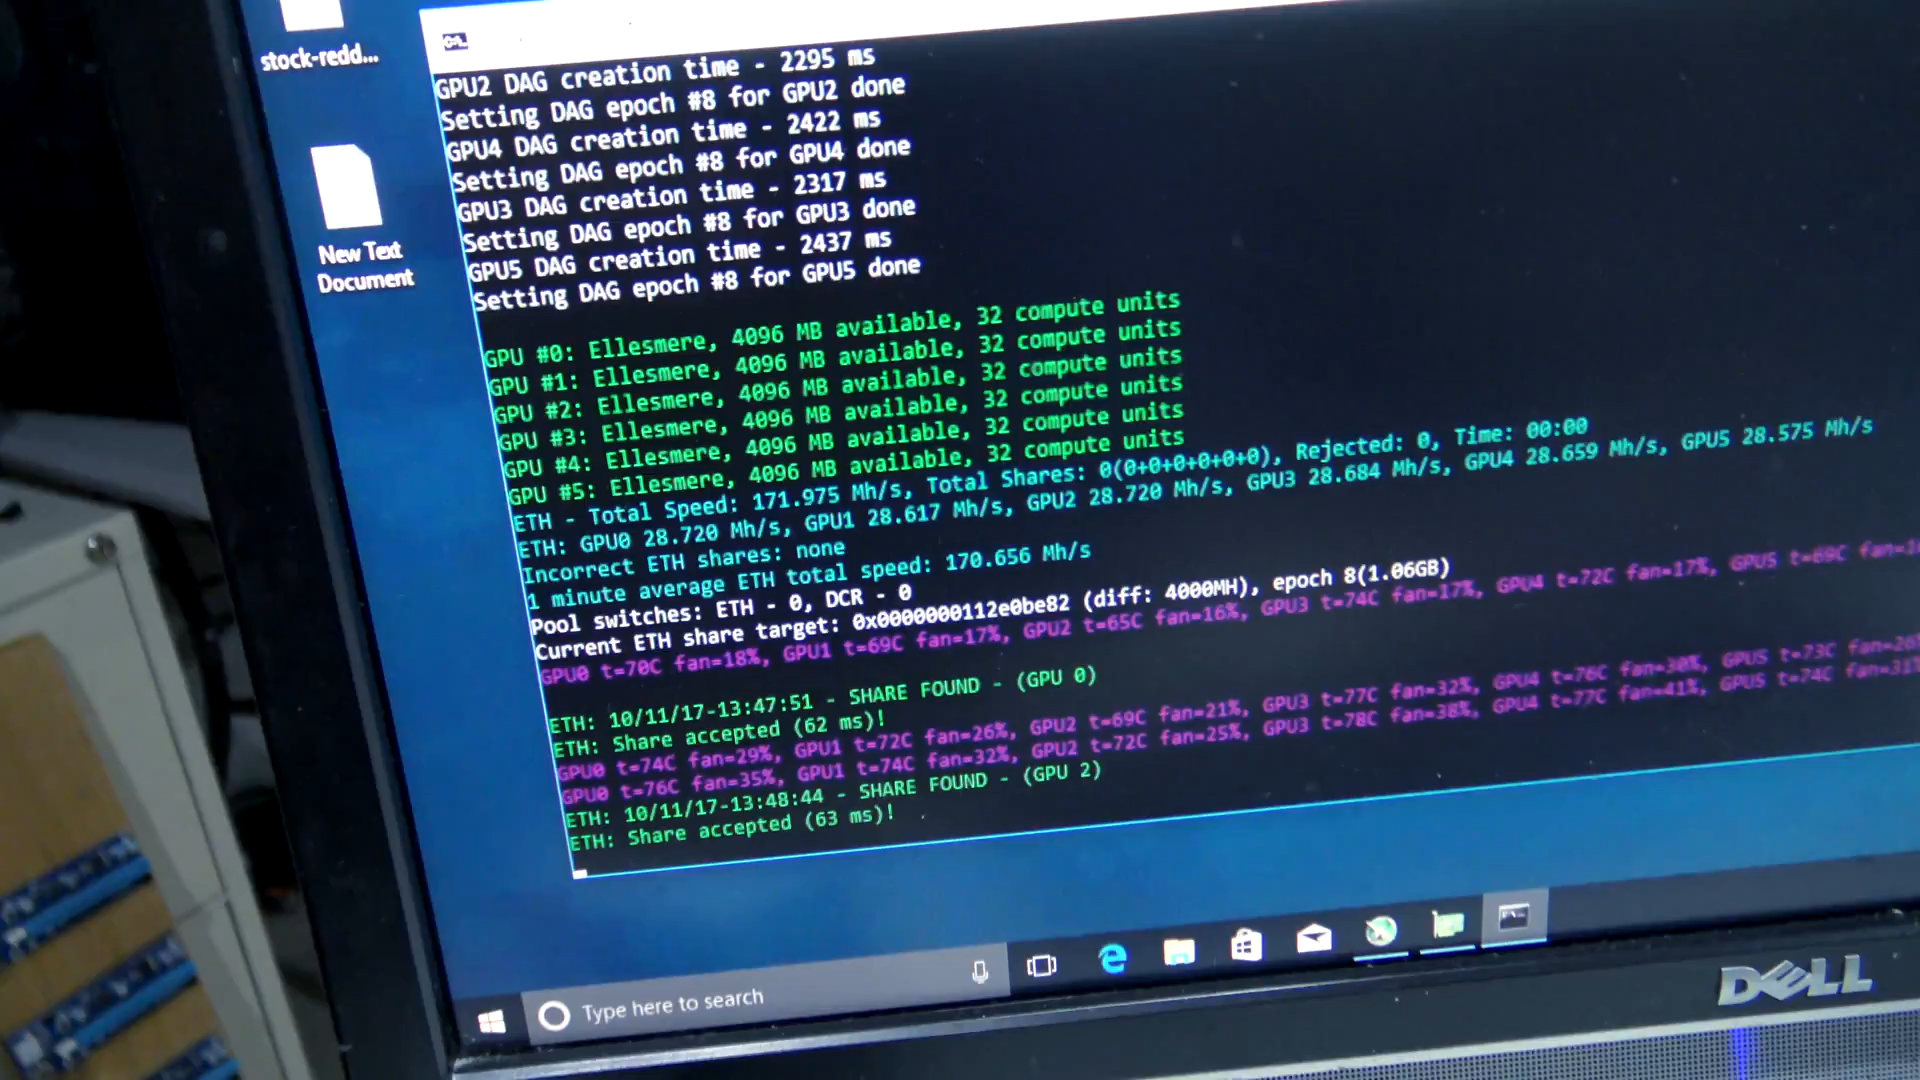 stock-redd...
New Text
Document
GPU2 DAG creation time - 2295 ms
Setting DAG epoch #8 for GPU2 done
GPU4 DAG creation time - 2422 ms
Setting DAG epoch #8 for GPU4 done
GPU3 DAG creation time - 2317 ms
Setting DAG epoch #8 for GPU3 done
GPU5 DAG creation time - 2437 ms
Setting DAG epoch #8 for GPU5 done
GPU #0: Ellesmere, 4096 MB available, 32 compute units
GPU #1: Ellesmere, 4096 MB available, 32 compute units
GPU #2: Ellesmere, 4096 MB available, 32 compute units
GPU #3: Ellesmere, 4096 MB available, 32 compute units
GPU #4: Ellesmere, 4096 MB available, 32 compute units
GPU #5: Ellesmere, 4096 MB available, 32 compute units
ETH - Total Speed: 171.975 Mh/s, Total Shares: 0(0+0+0+0+0+0), Rejected: 0, Time: 00:00
ETH: GPU0 28.720 Mh/s, GPU1 28.617 Mh/s, GPU2 28.720 Mh/s, GPU3 28.684 Mh/s, GPU4 28.659 Mh/s, GPU5 28.575 Mh/s
Incorrect ETH shares: none
1 minute average ETH total speed: 170.656 Mh/s
Pool switches: ETH - 0, DCR - 0
Current ETH share target: 0x0000000112e0be82 (diff: 4000MH), epoch 8(1.06GB)
GPU0 t=70C fan=18%, GPU1 t=69C fan=17%, GPU2 t=65C fan=16%, GPU3 t=74C fan=17%, GPU4 t=72C fan=17%, GPU5 t=69C
ETH: 10/11/17-13:47:51 - SHARE FOUND - (GPU 0)
ETH: Share accepted (62 ms)!
GPU0 t=74C fan=29%, GPU1 t=72C fan=26%, GPU2 t=69C fan=21%, GPU3 t=77C fan=32%, GPU4 t=76C fan=30%, GPU5 t=73C
GPU0 t=76C fan=35%, GPU1 t=74C fan=32%, GPU2 t=72C fan=25%, GPU3 t=78C fan=38%, GPU4 t=77C fan=41%, GPU5 t=74C
ETH: 10/11/17-13:48:44 - SHARE FOUND - (GPU 2)
ETH: Share accepted (63 ms)!
Type here to search
DELL